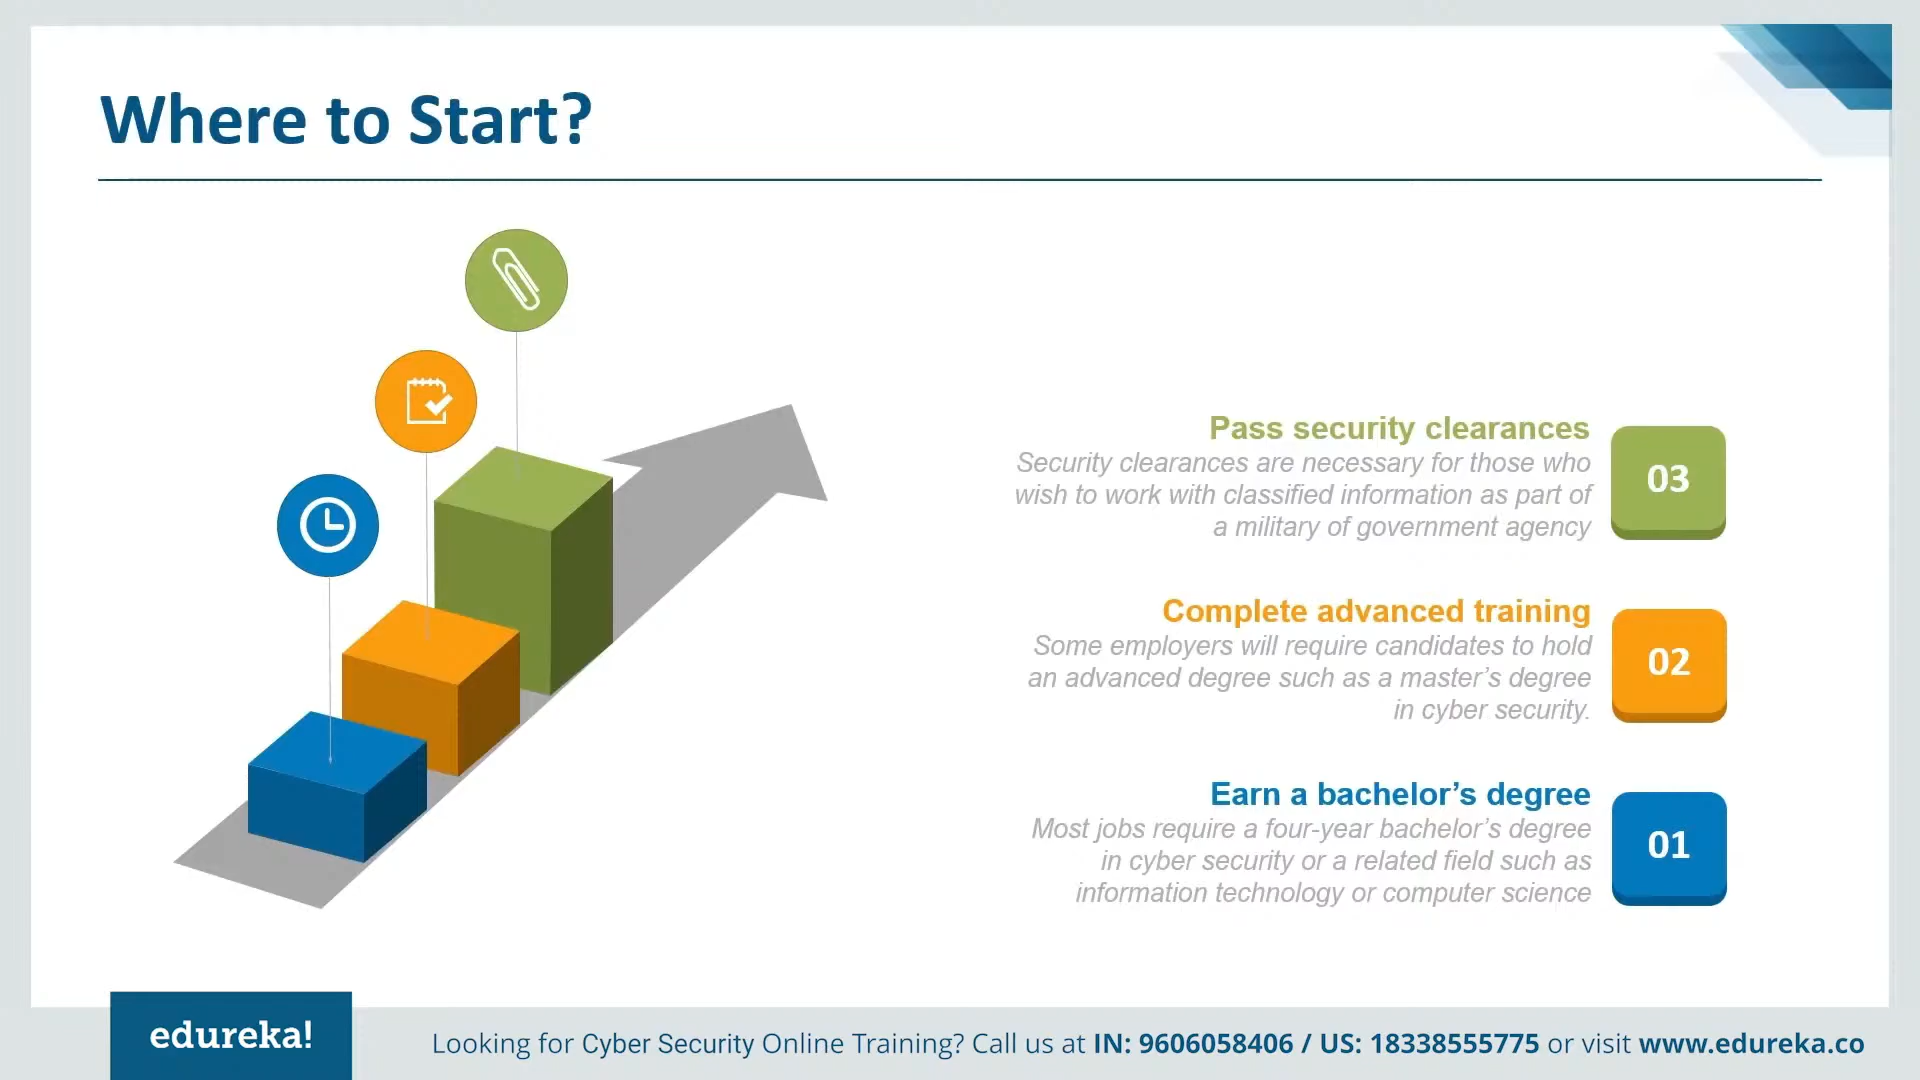 Where to Start?
Pass security clearances
Security clearances are necessary for those who
wish to work with classified information as part of
a military of government agency
03
Complete advanced training
Some employers will require candidates to hold
an advanced degree such as a master’s degree
in cyber security.
02
Earn a bachelor’s degree
Most jobs require a four-year bachelor’s degree
in cyber security or a related field such as
information technology or computer science
01
edureka!
Looking for Cyber Security Online Training? Call us at IN: 9606058406 / US: 18338555775 or visit www.edureka.co